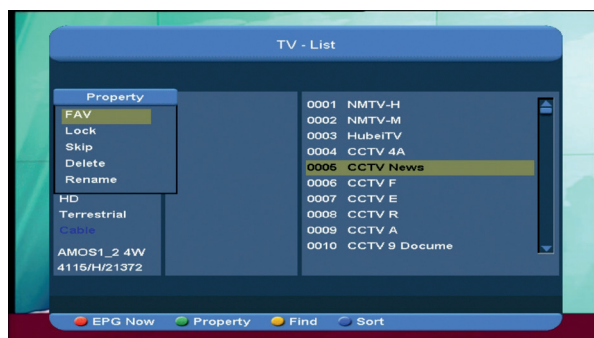 TV - List
Property
FAV
Lock
Skip
Delete
Rename
HD
Terrestrial
Cable
AMOS1_2 4W
4115/H/21372
0001 NMTV-H
0002 NMTV-M
0003 HubeiTV
0004 CCTV 4A
0005 CCTV News
0006 CCTV F
0007 CCTV E
0008 CCTV R
0009 CCTV A
0010 CCTV 9 Docume
EPG Now Property Find Sort